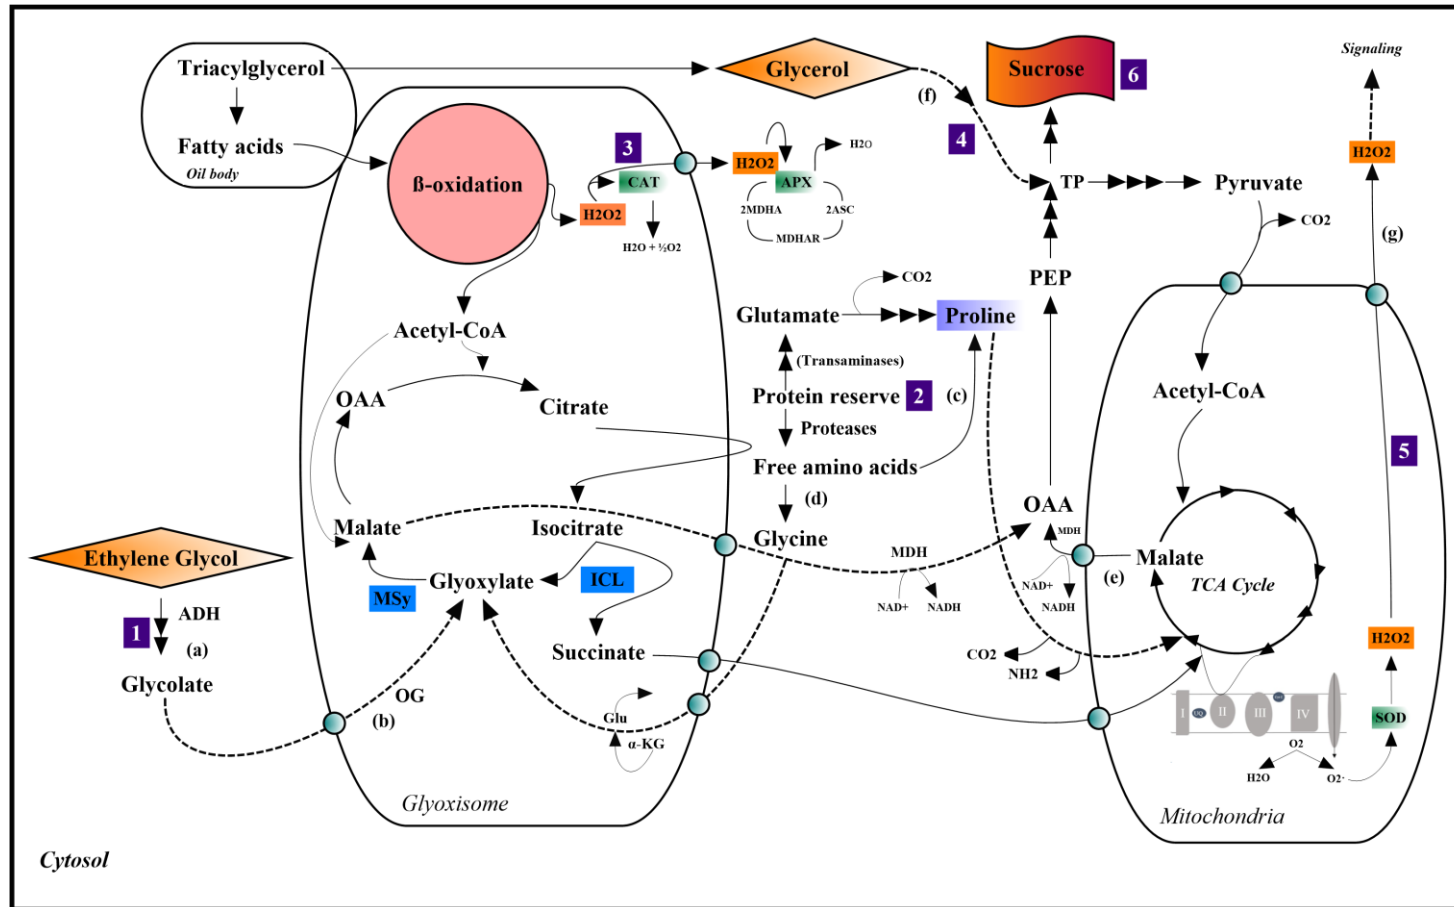 Triacylglycerol
Fatty acids
Oil body
Glycerol
(f)
Sucrose
6
4
Signaling
H2O2
(g)
ß-oxidation
3
CAT
H2O2
H2O + ½O2
H2O2
H2O
APX
2MDHA
2ASC
MDHAR
TP
Pyruvate
CO2
PEP
CO2
Glutamate
Proline
(Transaminases)
Protein reserve
2
(c)
Proteases
Free amino acids
(d)
Glycine
Acetyl-CoA
OAA
Citrate
Malate
Isocitrate
Glyoxylate
ICL
MSy
Succinate
Ethylene Glycol
ADH
1
(a)
Glycolate
OG
(b)
Glu
α-KG
Glyoxisome
MDH
NAD+
NADH
OAA
MDH
NAD+
NADH
(e)
CO2
NH2
Acetyl-CoA
Malate
TCA Cycle
5
H2O2
SOD
I
UQ
II
III
IV
O2
H2O
O2·
Mitochondria
Cytosol